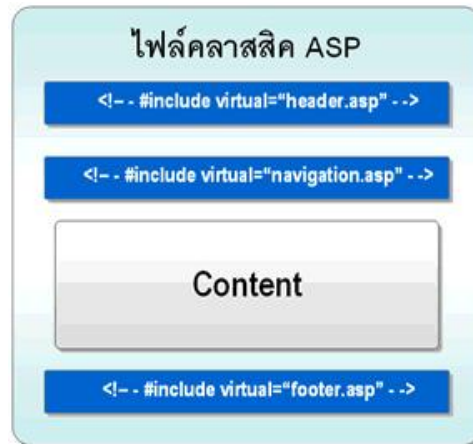 ไฟล์คลาสสิค ASP
<!- - #include virtual=“header.asp” - ->
<!- - #include virtual=“navigation.asp” - ->
Content
<!- - #include virtual=“footer.asp” - ->